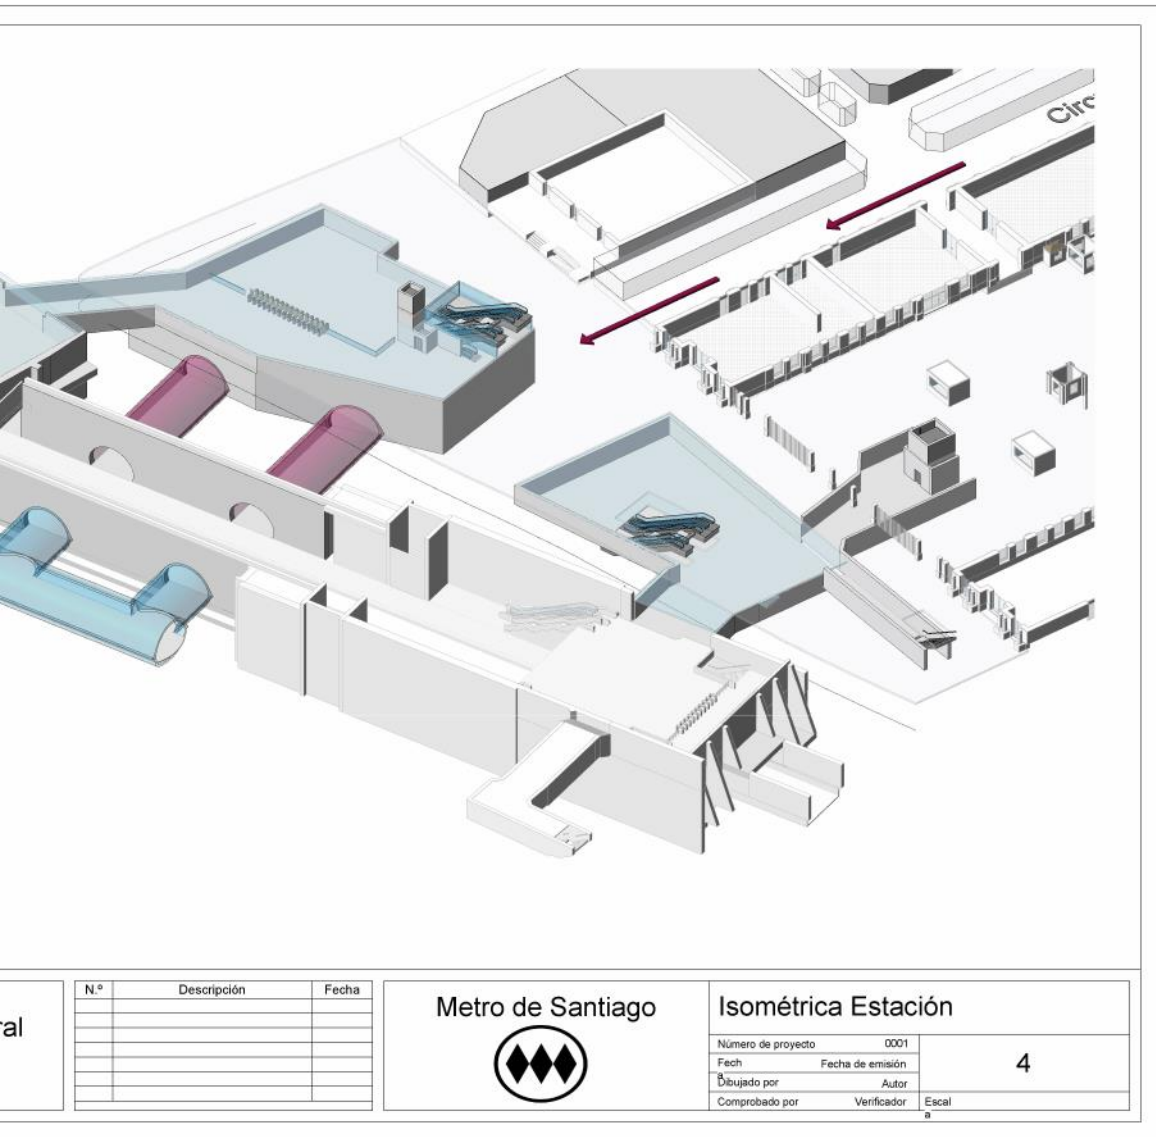 Circ
ral
N.º Descripción Fecha
Metro de Santiago
Isométrica Estación
Número de proyecto 0001
Fech
a
Fecha de emisión
Dibujado por Autor
Comprobado por Verificador
4
Escal
a